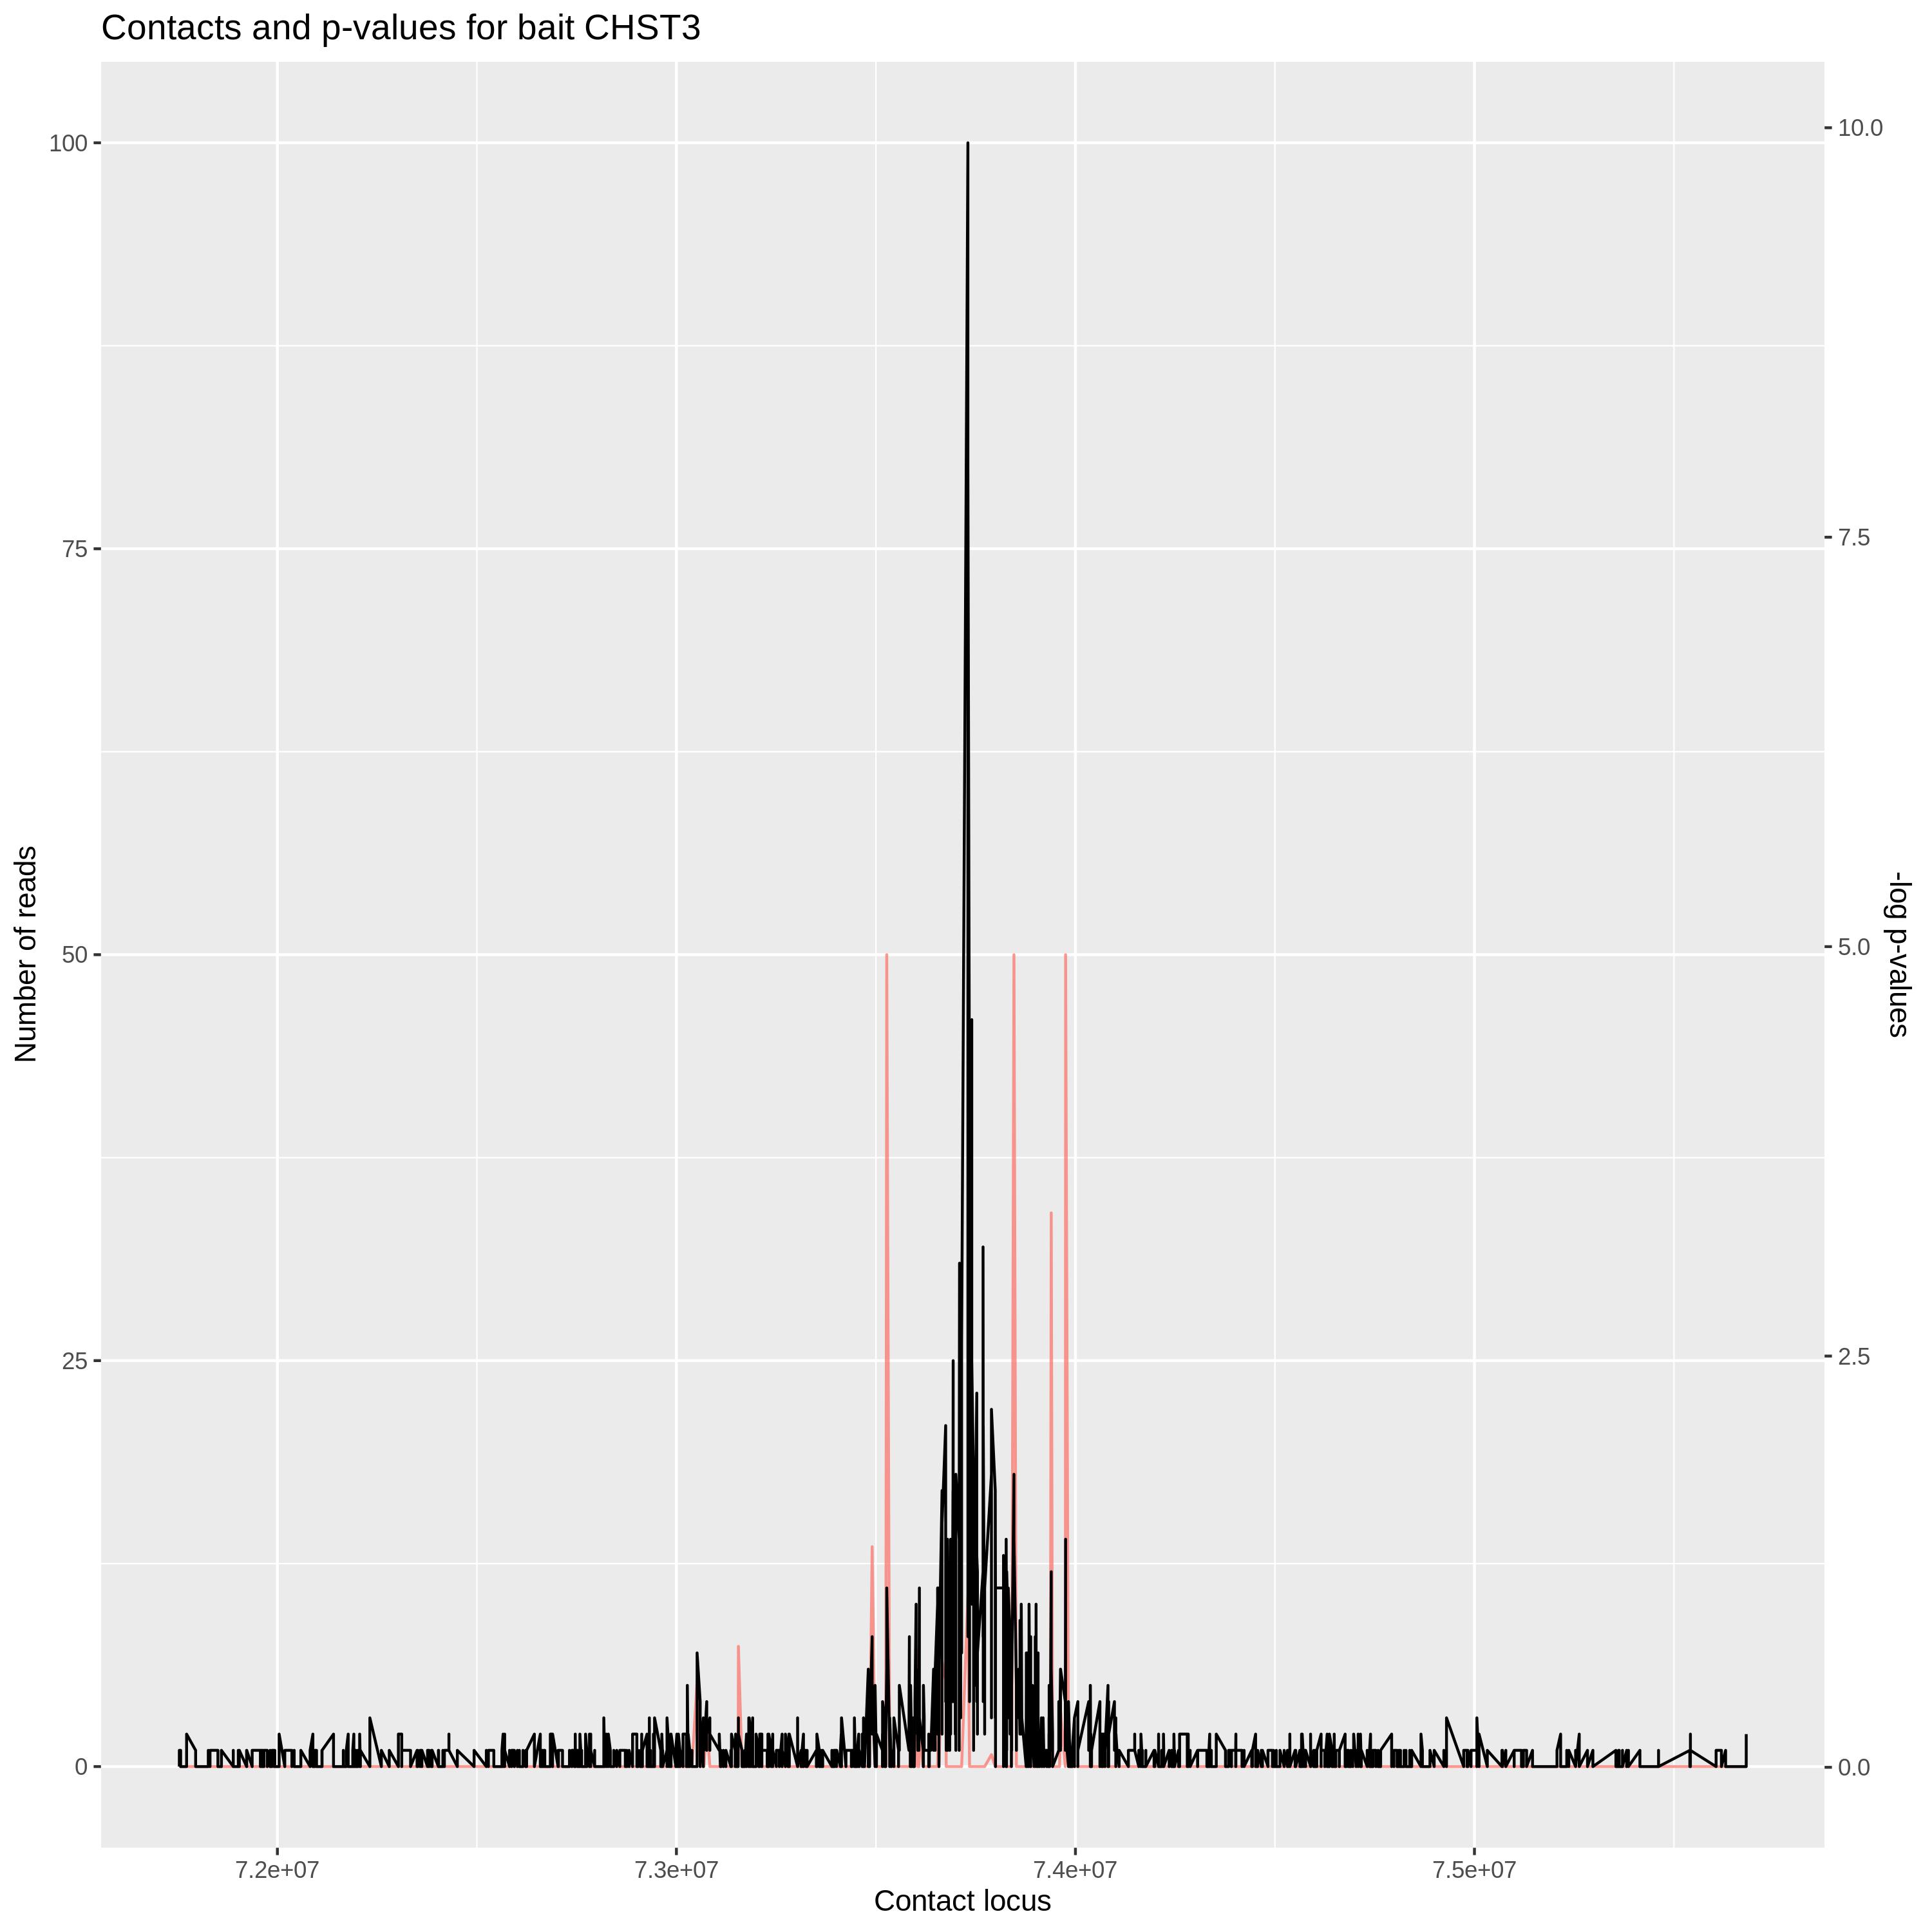 Contacts and p-values for bait CHST3
100
75
50
25
0
Number of reads
10.0
7.5
5.0
2.5
0.0
-log p-values
7.2e+07
7.3e+07
7.4e+07
7.5e+07
Contact locus